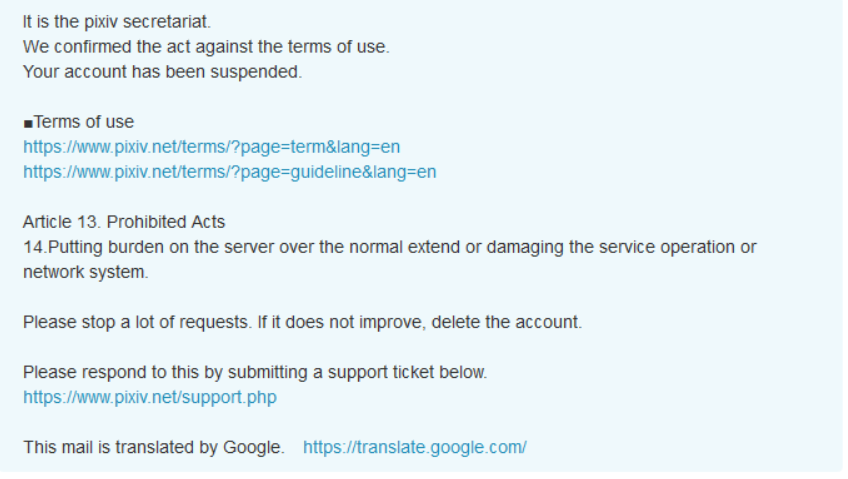 It is the pixiv secretariat.
We confirmed the act against the terms of use.
Your account has been suspended.
■Terms of use
https://www.pixiv.net/terms/?page=term&lang=en
https://www.pixiv.net/terms/?page=guideline&lang=en
Article 13. Prohibited Acts
14.Putting burden on the server over the normal extend or damaging the service operation or
network system.
Please stop a lot of requests. If it does not improve, delete the account.
Please respond to this by submitting a support ticket below.
https://www.pixiv.net/support.php
This mail is translated by Google. https://translate.google.com/